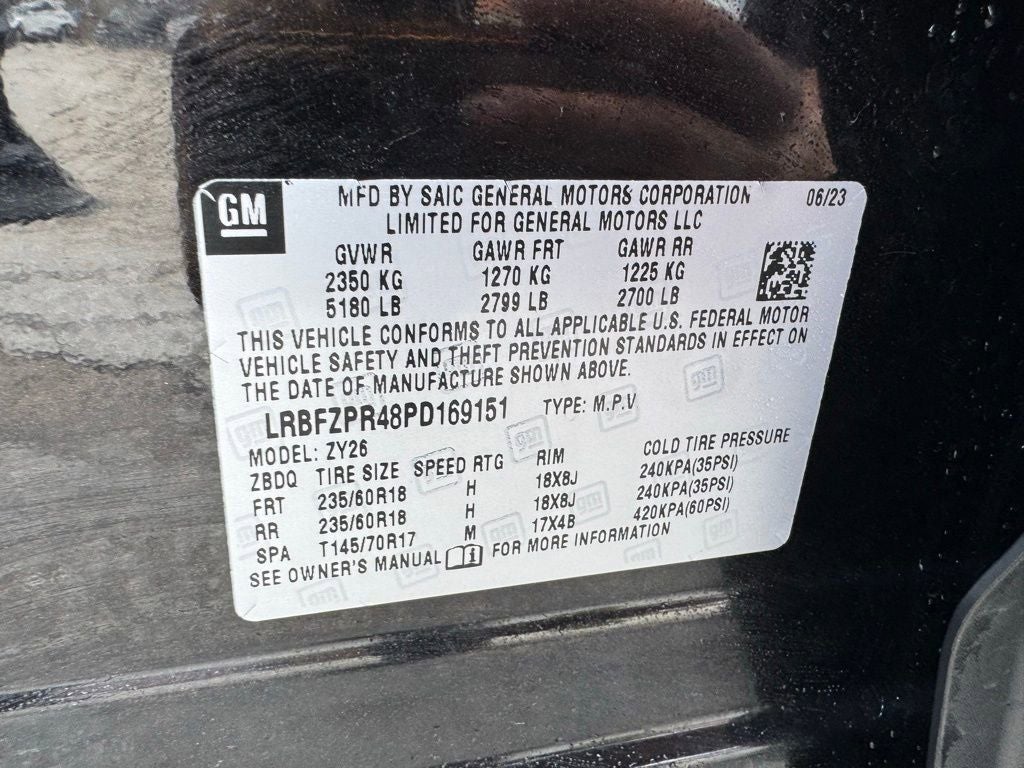 GM
MFD BY SAIC GENERAL MOTORS CORPORATION 06/23
LIMITED FOR GENERAL MOTORS LLC
GVWR GAWR FRT GAWR RR
2350 KG 1270 KG 1225 KG
5180 LB 2799 LB 2700 LB
THIS VEHICLE CONFORMS TO ALL APPLICABLE U.S. FEDERAL MOTOR
VEHICLE SAFETY AND THEFT PREVENTION STANDARDS IN EFFECT ON
THE DATE OF MANUFACTURE SHOWN ABOVE.
LRBFZPR48PD169151 TYPE: M.P.V
MODEL: ZY26
ZBDQ TIRE SIZE SPEED RTG RIM COLD TIRE PRESSURE
FRT 235/60R18 H 18X8J 240KPA(35PSI)
RR 235/60R18 H 18X8J 240KPA(35PSI)
SPA T145/70R17 M 17X4B 420KPA(60PSI)
SEE OWNER'S MANUAL FOR MORE INFORMATION